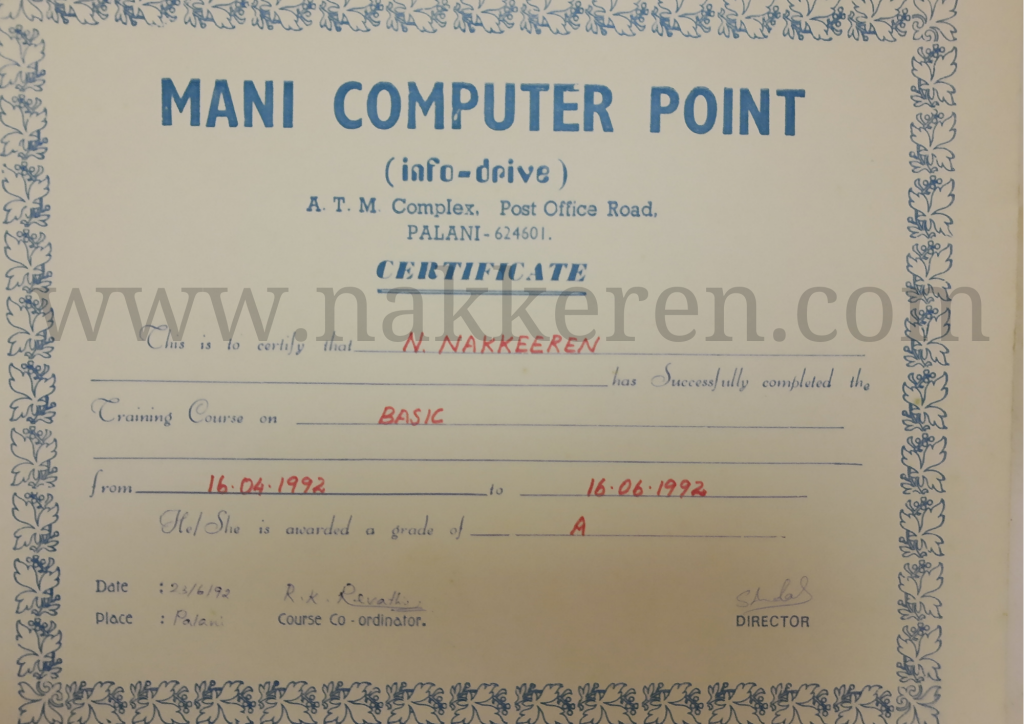 MANI COMPUTER POINT
(info-drive)
A. T. M. Complex, Post Office Road,
PALANI-624601.
CERTIFICATE
www.nakkeren.com
This is to certify that N. NAKKEEREN
has Successfully completed the
Training Course on BASIC
from 16.04.1992 to 16.06.1992
He/She is awarded a grade of A
Date : 23/6/92 R.K. Revathi
Place : Palani Course Co-ordinator. DIRECTOR